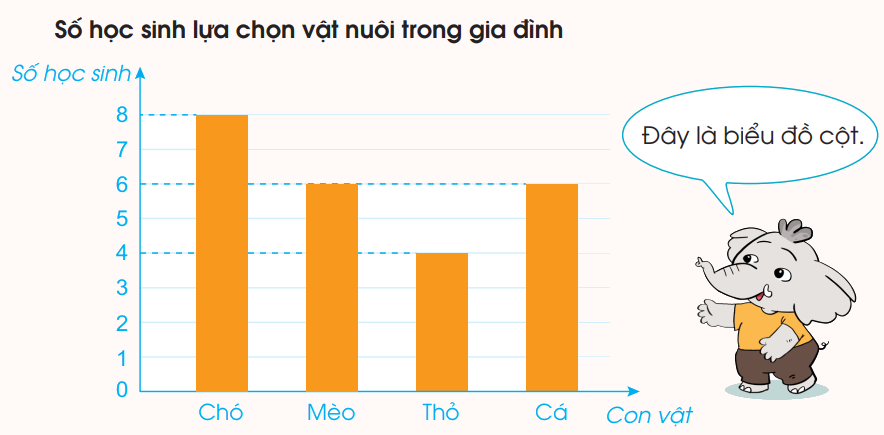 Số học sinh lựa chọn vật nuôi trong gia đình
Số học sinh
8
7
6
5
4
3
2
1
0
Chó Mèo Thỏ Cá Con vật
Đây là biểu đồ cột.